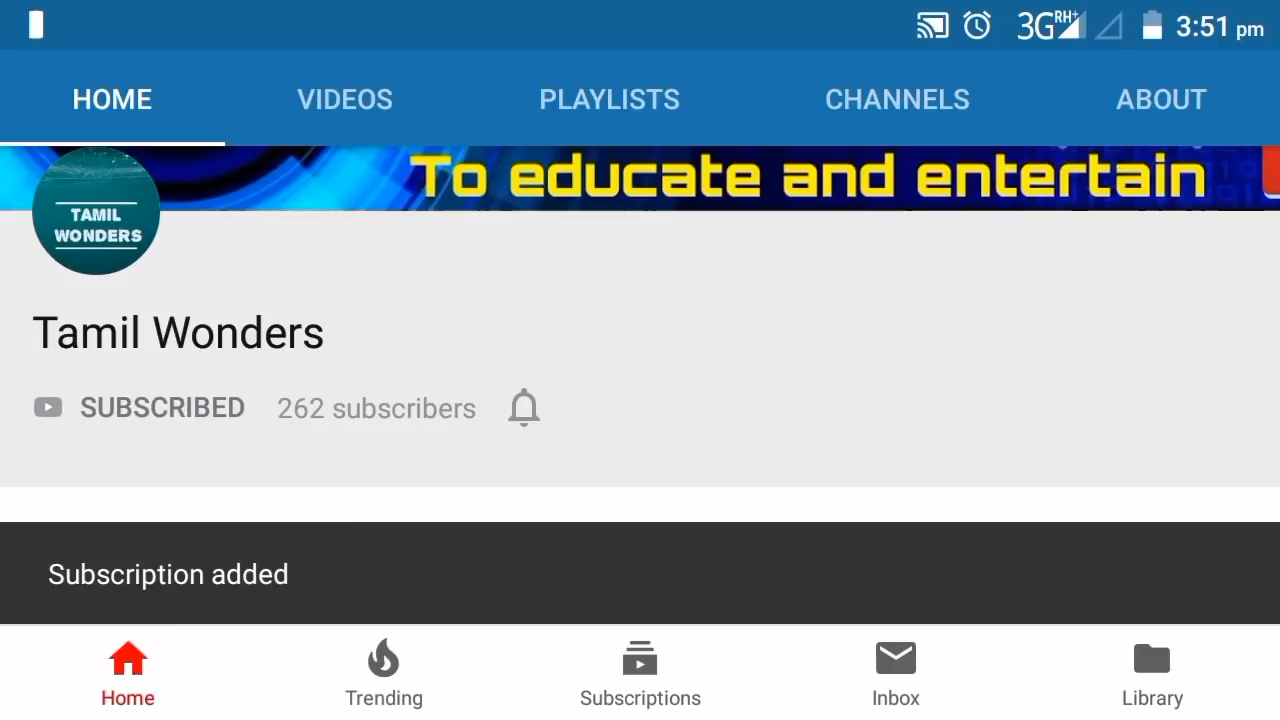 3G RH+ 3:51 pm
HOME VIDEOS PLAYLISTS CHANNELS ABOUT
To educate and entertain
TAMIL
WONDERS
Tamil Wonders
SUBSCRIBED 262 subscribers
Subscription added
Home Trending Subscriptions Inbox Library